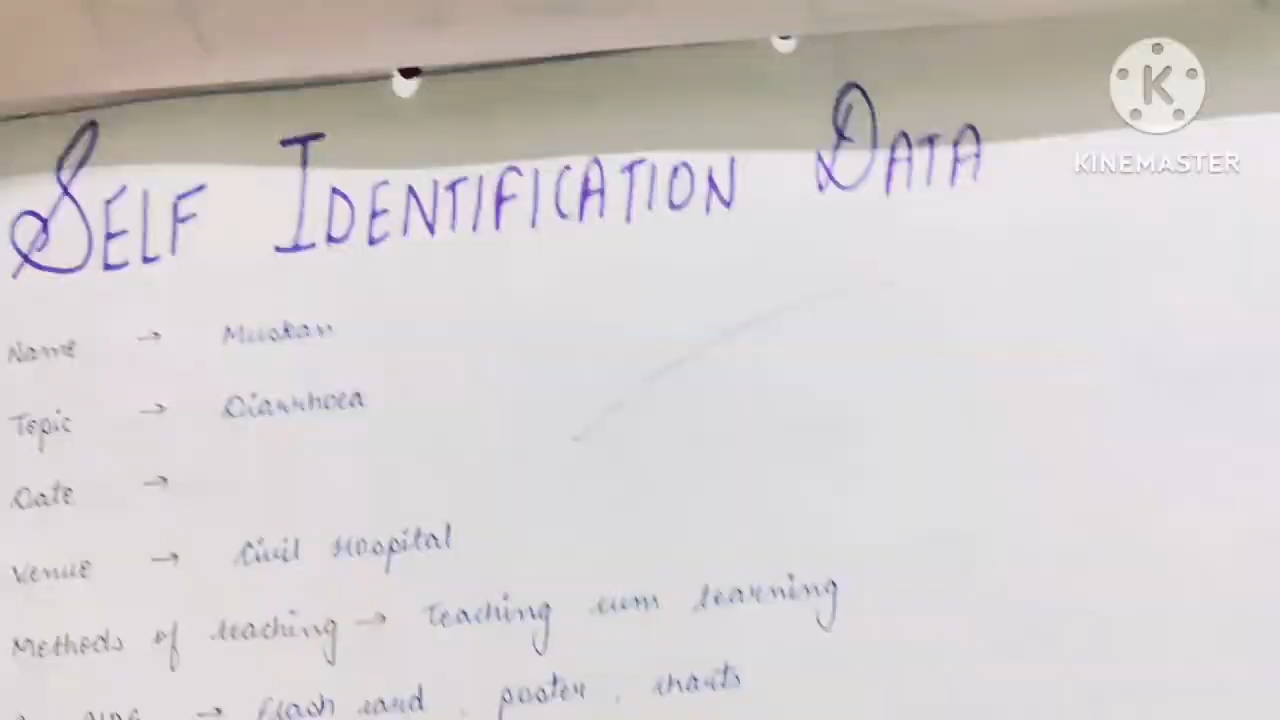 SELF IDENTIFICATION DATA
K
KINEMASTER
Name → Muskan
Topic → Diarrhoea
Date →
Venue → Civil Hospital
Methods of teaching → Teaching cum learning
→ Flash card, poster, charts